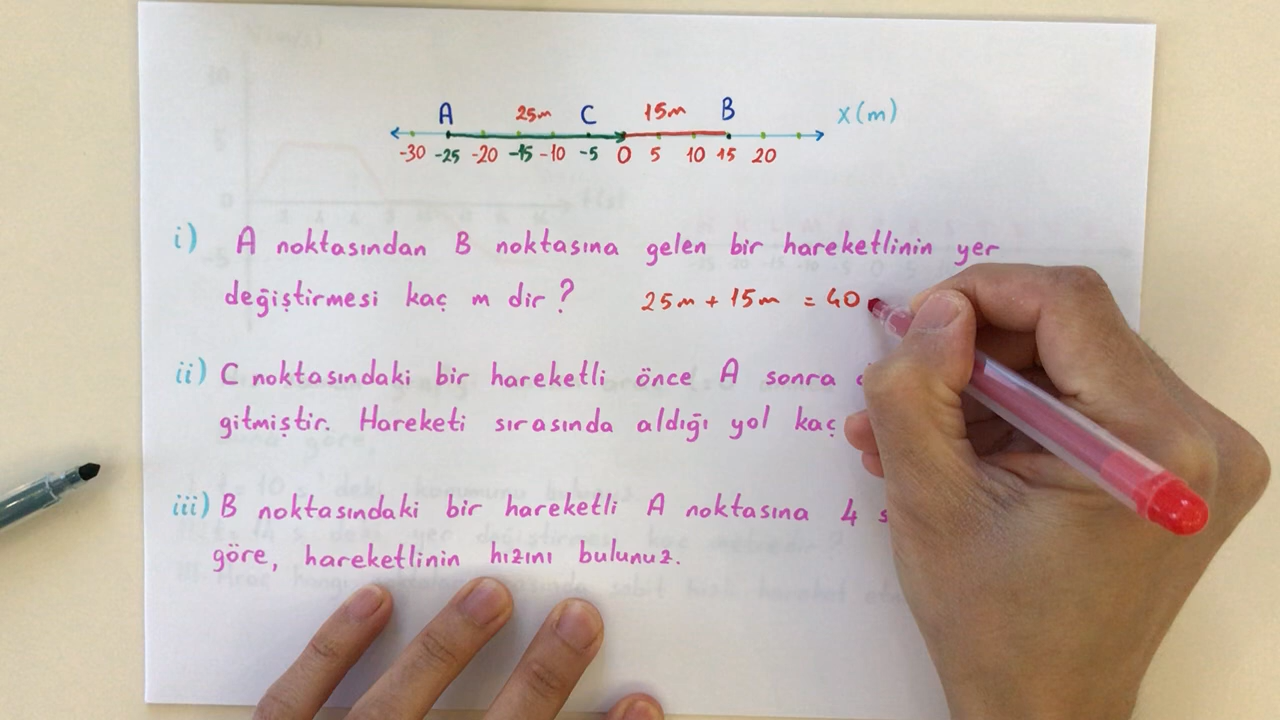 A 25m C 15m B x(m)
-30 -25 -20 -15 -10 -5 0 5 10 15 20
i) A noktasından B noktasına gelen bir hareketlinin yer
değiştirmesi kaç m dir? 25m + 15m = 40
ii) C noktasındaki bir hareketli önce A sonra
gitmiştir. Hareketi sırasında aldığı yol kaç
iii) B noktasındaki bir hareketli A noktasına 4 s
göre, hareketlinin hızını bulunuz.